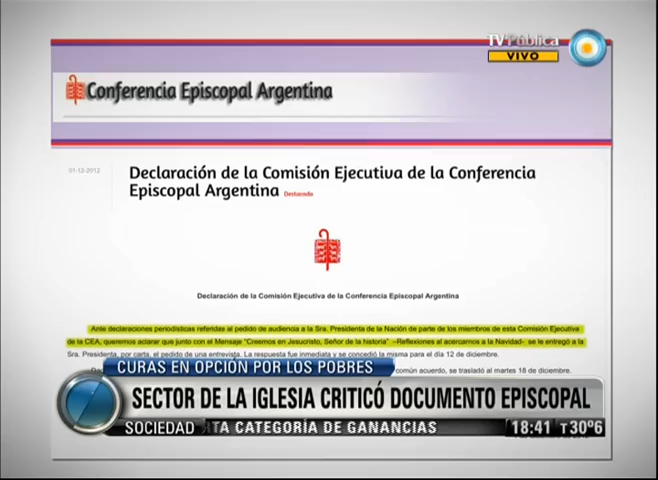 TV Pública
VIVO
Conferencia Episcopal Argentina
01-12-2012
Declaración de la Comisión Ejecutiva de la Conferencia
Episcopal Argentina Destacado
Declaración de la Comisión Ejecutiva de la Conferencia Episcopal Argentina
Ante declaraciones periodísticas referidas al pedido de audiencia a la Sra. Presidenta de la Nación de parte de los miembros de esta Comisión Ejecutiva
de la CEA, queremos aclarar que junto con el Mensaje "Creemos en Jesucristo, Señor de la historia" –Reflexiones al acercarnos a la Navidad- se le entregó a la
Sra. Presidenta, por carta, el pedido de una entrevista. La respuesta fue inmediata y se concedió la misma para el día 12 de diciembre.
común acuerdo, se trasladó al martes 18 de diciembre.
CURAS EN OPCIÓN POR LOS POBRES
SECTOR DE LA IGLESIA CRITICÓ DOCUMENTO EPISCOPAL
SOCIEDAD TA CATEGORÍA DE GANANCIAS
18:41 T 30º6